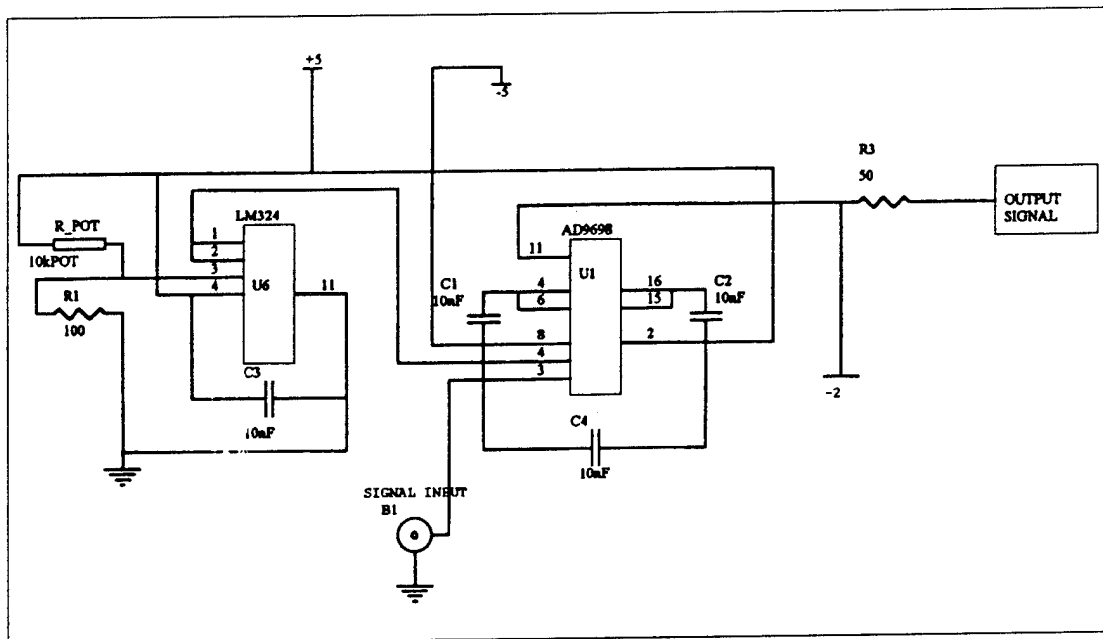 +5
-5
R3
50
OUTPUT
SIGNAL
LM324
R_POT
10kPOT
1
2
3
4
U6
11
R1
100
C3
10nF
AD9698
11
U1
C1
10nF
4
6
16
15
C2
10nF
8
4
3
2
-2
C4
10nF
SIGNAL INPUT
B1